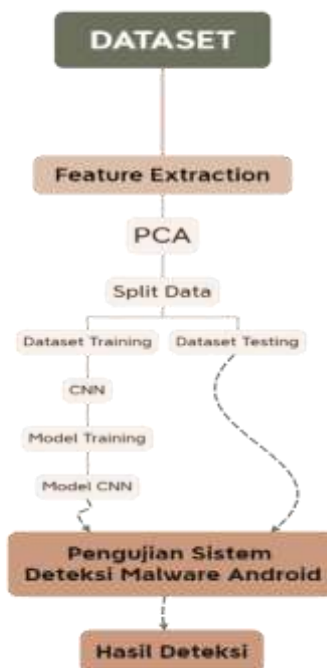 DATASET
Feature Extraction
PCA
Split Data
Dataset Training
Dataset Testing
CNN
Model Training
Model CNN
Pengujian Sistem
Deteksi Malware Android
Hasil Deteksi